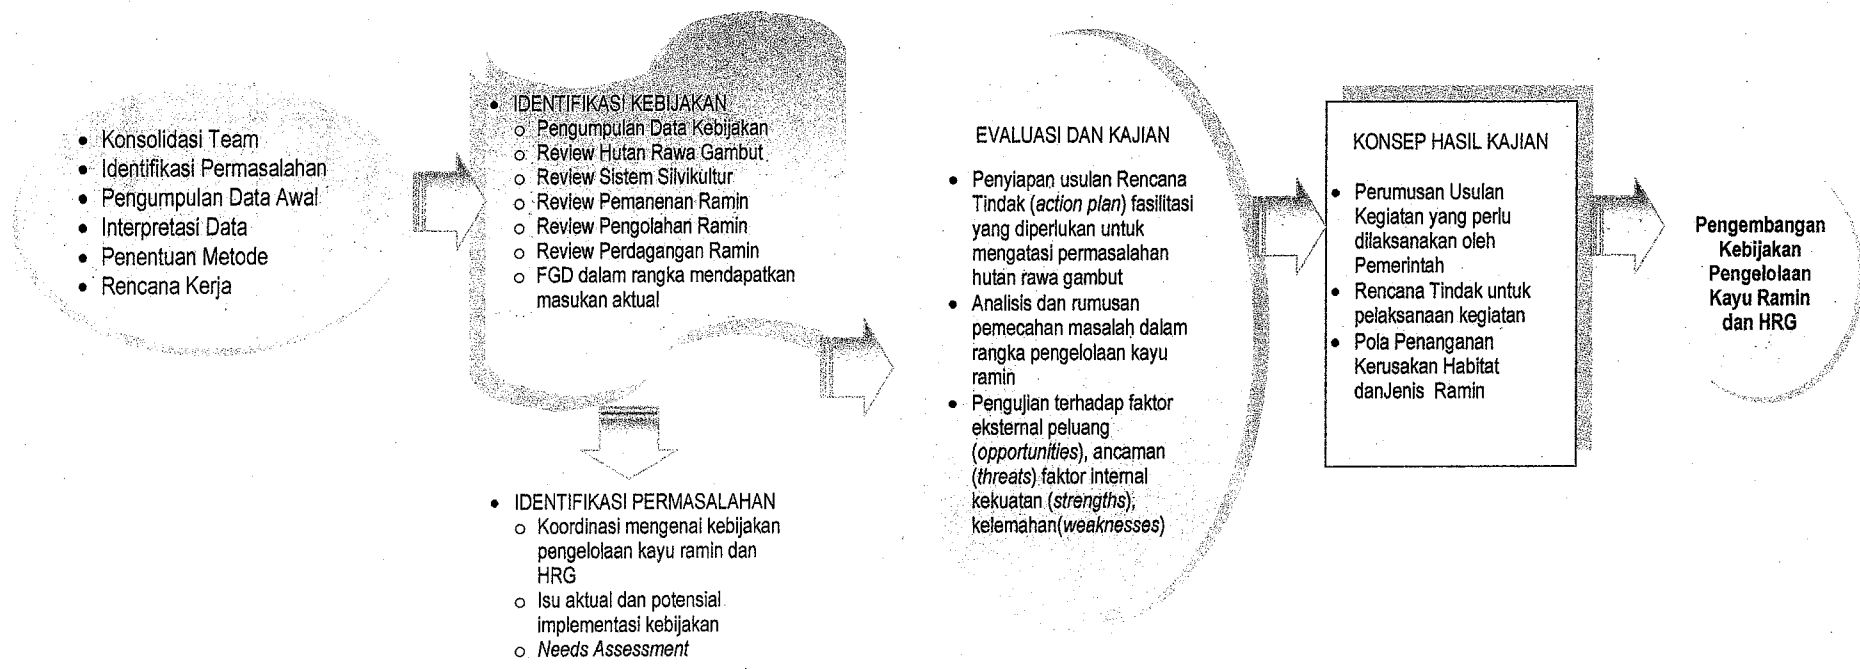 • Konsolidasi Team
• Identifikasi Permasalahan
• Pengumpulan Data Awal
• Interpretasi Data
• Penentuan Metode
• Rencana Kerja
• IDENTIFIKASI KEBIJAKAN
o Pengumpulan Data Kebijakan
o Review Hutan Rawa Gambut
o Review Sistem Silvikultur
o Review Pemanenan Ramin
o Review Pengolahan Ramin
o Review Perdagangan Ramin
o FGD dalam rangka mendapatkan
masukan aktual
• IDENTIFIKASI PERMASALAHAN
o Koordinasi mengenai kebijakan
pengelolaan kayu ramin dan
HRG
o Isu aktual dan potensial
implementasi kebijakan
o Needs Assessment
EVALUASI DAN KAJIAN
• Penyiapan usulan Rencana
Tindak (action plan) fasilitasi
yang diperlukan untuk
mengatasi permasalahan
hutan rawa gambut
• Analisis dan rumusan
pemecahan masalah dalam
rangka pengelolaan kayu
ramin
• Pengujian terhadap faktor
eksternal peluang
(opportunities), ancaman
(threats) faktor internal
kekuatan (strengths),
kelemahan(weaknesses)
KONSEP HASIL KAJIAN
• Perumusan Usulan
Kegiatan yang perlu
dilaksanakan oleh
Pemerintah
• Rencana Tindak untuk
pelaksanaan kegiatan
• Pola Penanganan
Kerusakan Habitat
danJenis Ramin
Pengembangan
Kebijakan
Pengelolaan
Kayu Ramin
dan HRG